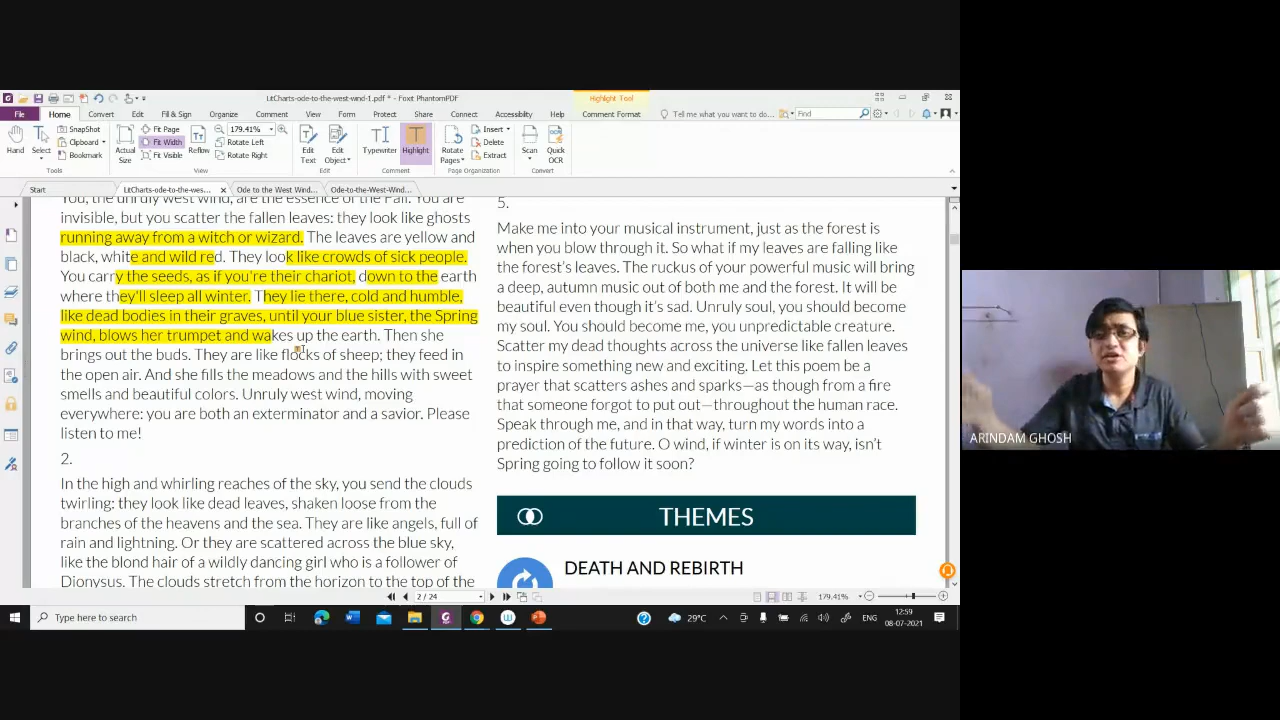 LitCharts-ode-to-the-west-wind-1.pdf * - Foxit PhantomPDF
Highlight Tool
File Home Convert Edit Fill & Sign Organize Comment View Form Protect Share Connect Accessibility Help Comment Format Tell me what you want to do... Find
Hand
Select
SnapShot
Clipboard
Bookmark
Tools
Actual Size
Fit Page
Fit Width
Fit Visible
Reflow
179.41%
Rotate Left
Rotate Right
View
Edit Text
Edit Object
Edit
Typewriter
Highlight
Comment
Rotate Pages
Insert
Delete
Extract
Page Organization
Scan
Quick OCR
Convert
Start
LitCharts-ode-to-the-wes...
Ode to the West Wind...
Ode-to-the-West-Wind...
You, the unruly west wind, are the essence of the Fall. You are
invisible, but you scatter the fallen leaves: they look like ghosts
running away from a witch or wizard. The leaves are yellow and
black, white and wild red. They look like crowds of sick people.
You carry the seeds, as if you're their chariot, down to the earth
where they'll sleep all winter. They lie there, cold and humble,
like dead bodies in their graves, until your blue sister, the Spring
wind, blows her trumpet and wakes up the earth. Then she
brings out the buds. They are like flocks of sheep; they feed in
the open air. And she fills the meadows and the hills with sweet
smells and beautiful colors. Unruly west wind, moving
everywhere: you are both an exterminator and a savior. Please
listen to me!
2.
In the high and whirling reaches of the sky, you send the clouds
twirling: they look like dead leaves, shaken loose from the
branches of the heavens and the sea. They are like angels, full of
rain and lightning. Or they are scattered across the blue sky,
like the blond hair of a wildly dancing girl who is a follower of
Dionysus. The clouds stretch from the horizon to the top of the
5.
Make me into your musical instrument, just as the forest is
when you blow through it. So what if my leaves are falling like
the forest's leaves. The ruckus of your powerful music will bring
a deep, autumn music out of both me and the forest. It will be
beautiful even though it's sad. Unruly soul, you should become
my soul. You should become me, you unpredictable creature.
Scatter my dead thoughts across the universe like fallen leaves
to inspire something new and exciting. Let this poem be a
prayer that scatters ashes and sparks—as though from a fire
that someone forgot to put out—throughout the human race.
Speak through me, and in that way, turn my words into a
prediction of the future. O wind, if winter is on its way, isn't
Spring going to follow it soon?
THEMES
DEATH AND REBIRTH
2 / 24
179.41%
Type here to search
29°C
ENG
12:59
08-07-2021
ARINDAM GHOSH